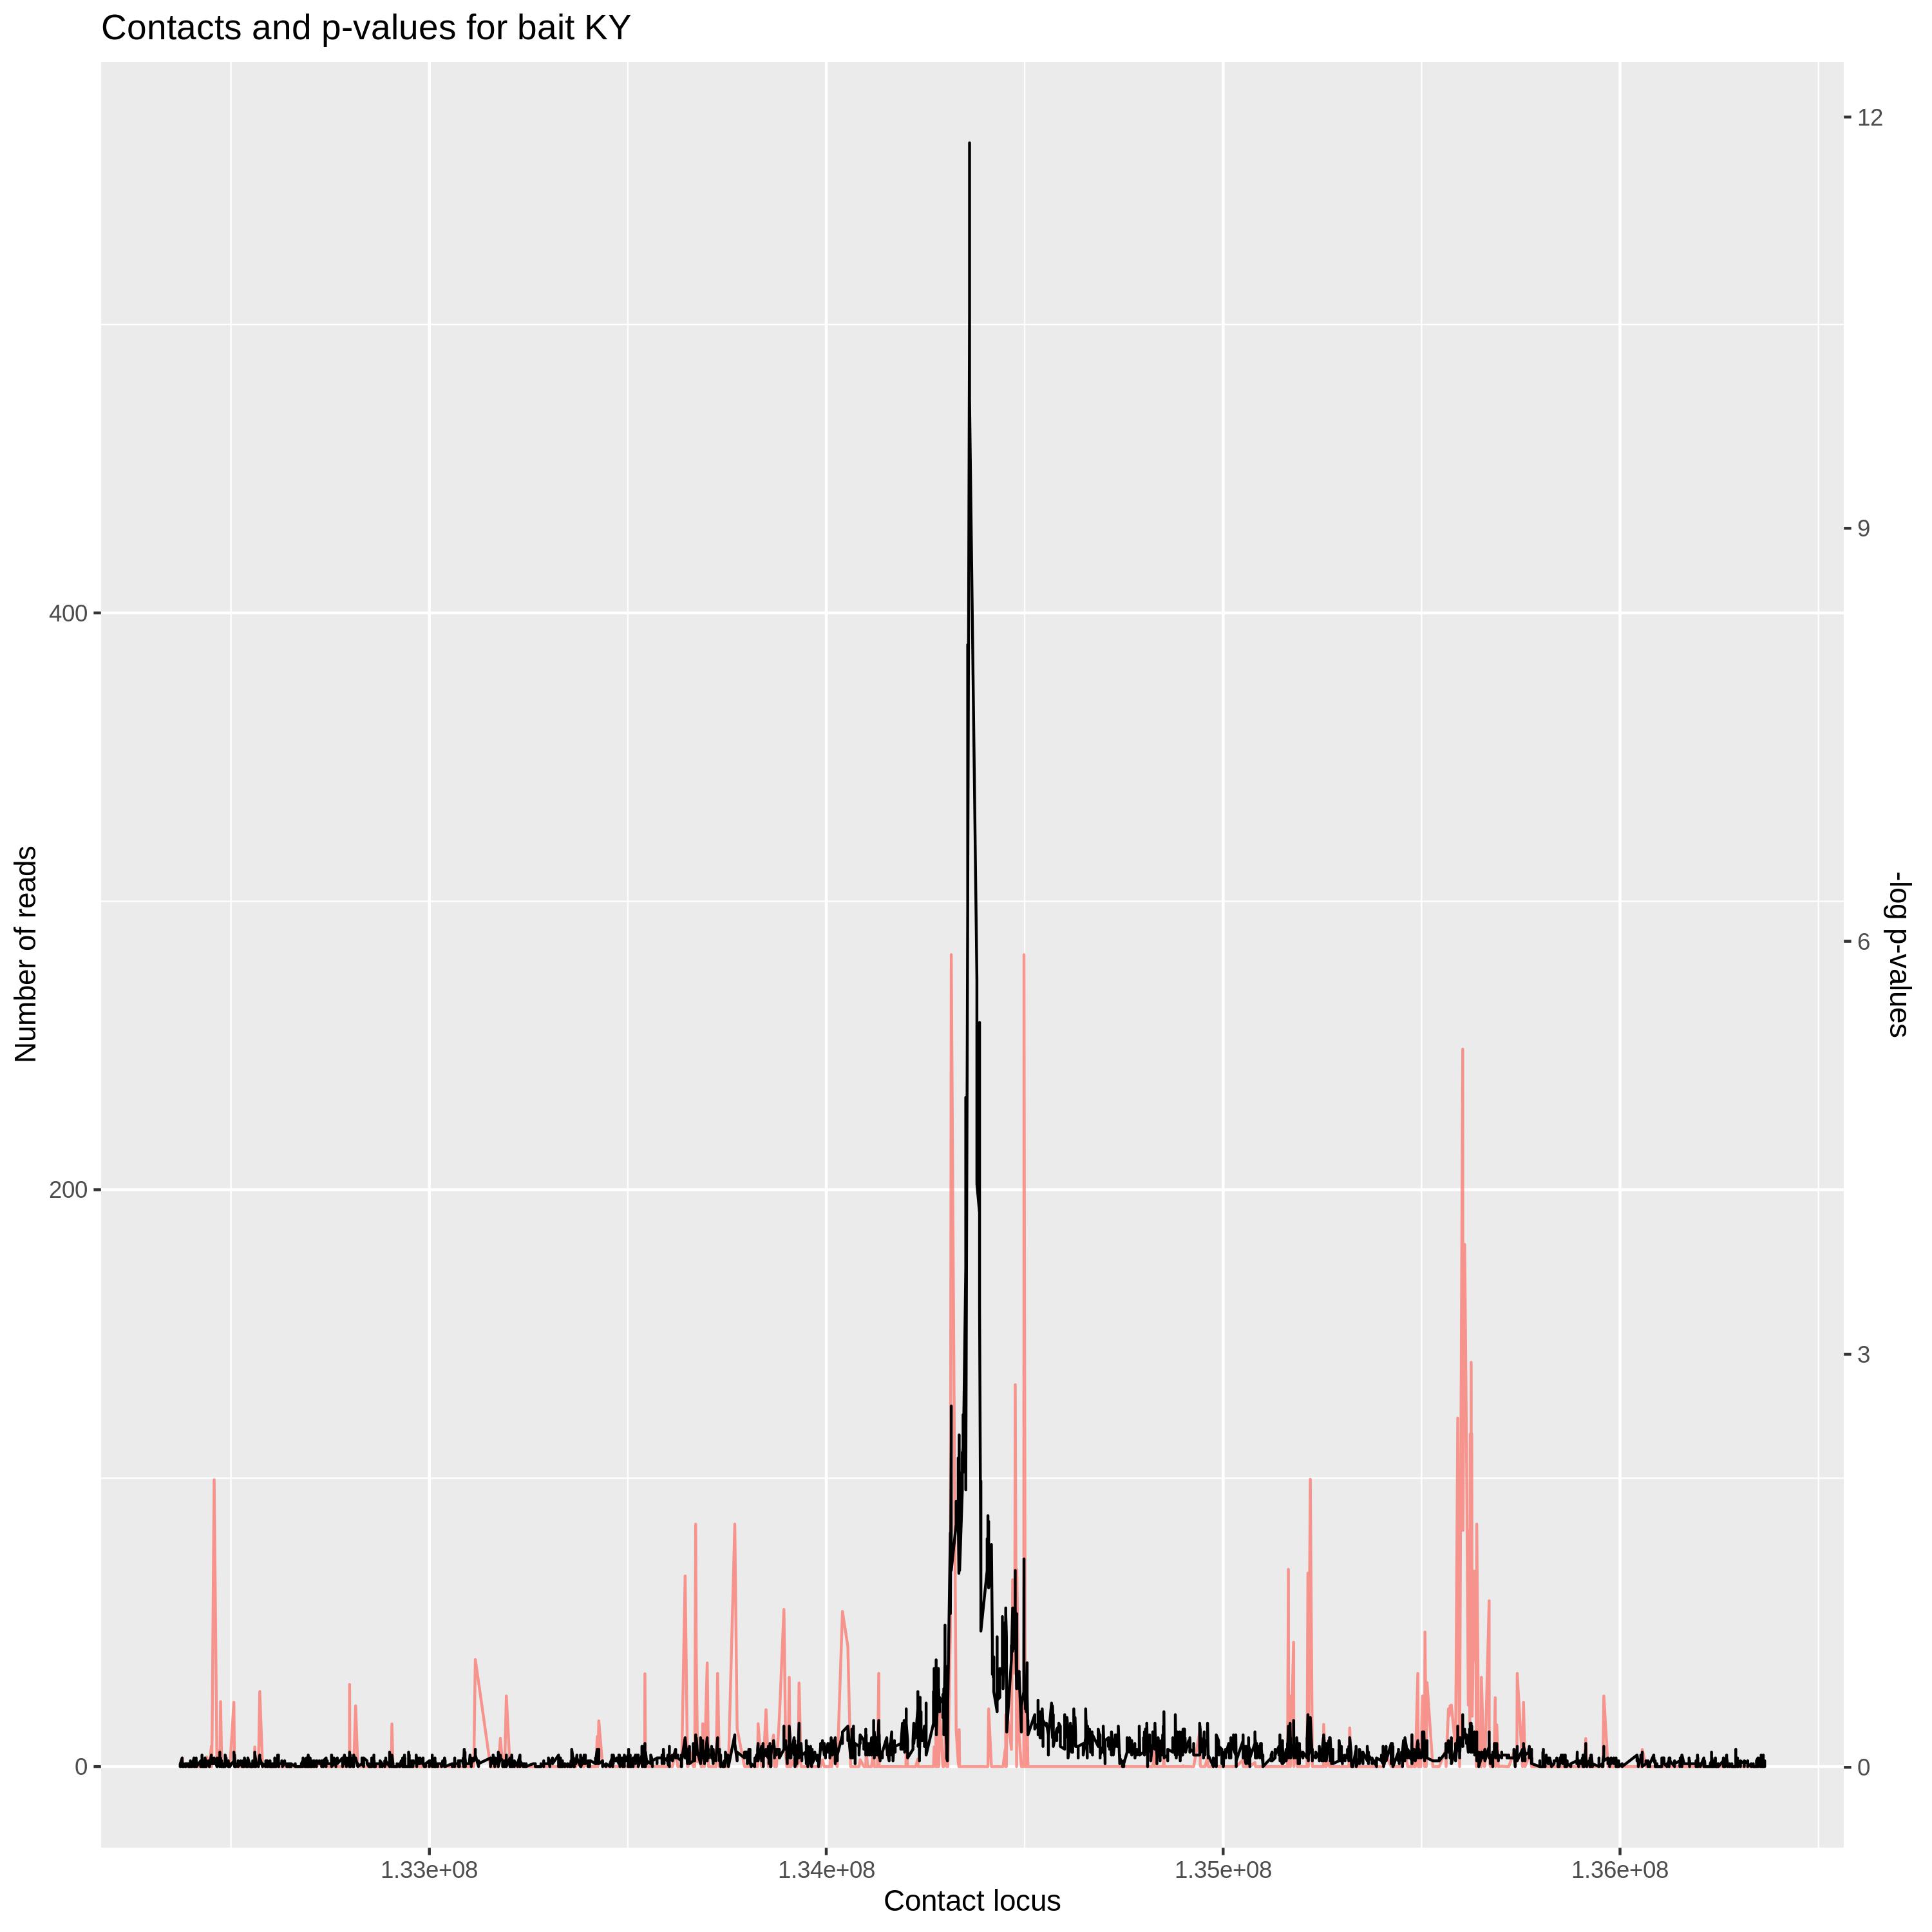 Contacts and p-values for bait KY
12
9
400
Number of reads
-log p-values
6
200
3
0
0
1.33e+08
1.34e+08
1.35e+08
1.36e+08
Contact locus